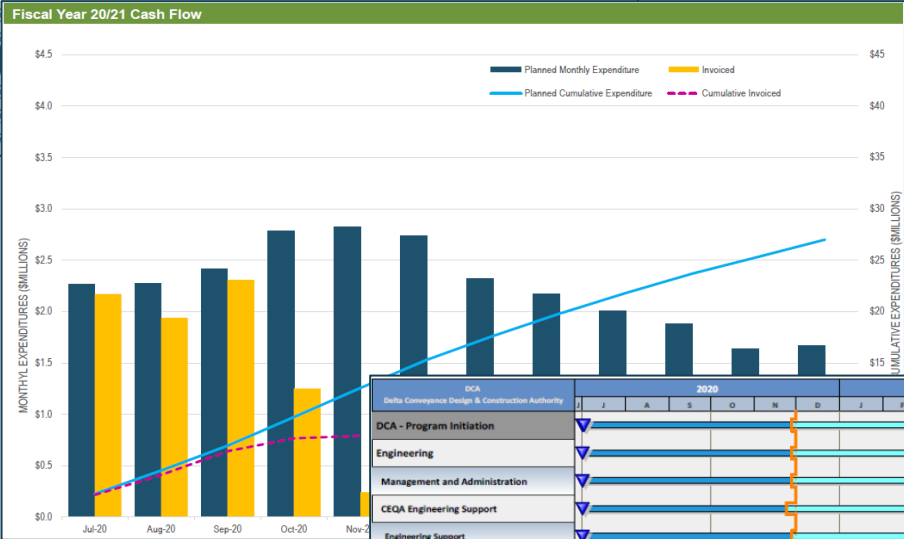 Fiscal Year 20/21 Cash Flow
$4.5
$45
Planned Monthly Expenditure
Invoiced
Planned Cumulative Expenditure
Cumulative Invoiced
$4.0
$40
$3.5
$35
$3.0
$30
$2.5
$25
$2.0
$20
$1.5
$15
$1.0
$0.5
$0.0
MONTHYL EXPENDITURES ($MILLIONS)
UMULATIVE EXPENDITURES ($MILLIONS)
Jul-20
Aug-20
Sep-20
Oct-20
Nov-2
DCA
Delta Conveyance Design & Construction Authority
2020
J
J
A
S
O
N
D
J
F
DCA - Program Initiation
Engineering
Management and Administration
CEQA Engineering Support
Engineering Support